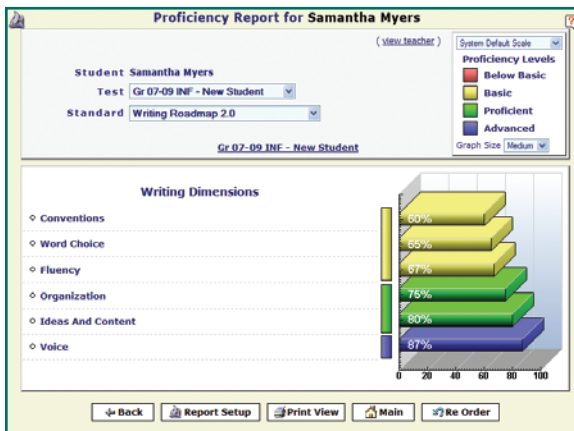 Proficiency Report for Samantha Myers
?
( view teacher )
System Default Scale
Proficiency Levels
Below Basic
Basic
Proficient
Advanced
Graph Size Medium
Student Samantha Myers
Test Gr 07-09 INF - New Student
Standard Writing Roadmap 2.0
Gr 07-09 INF - New Student
Writing Dimensions
Conventions 60%
Word Choice 65%
Fluency 67%
Organization 75%
Ideas And Content 80%
Voice 87%
0 20 40 60 80 100
Back Report Setup Print View Main Re Order